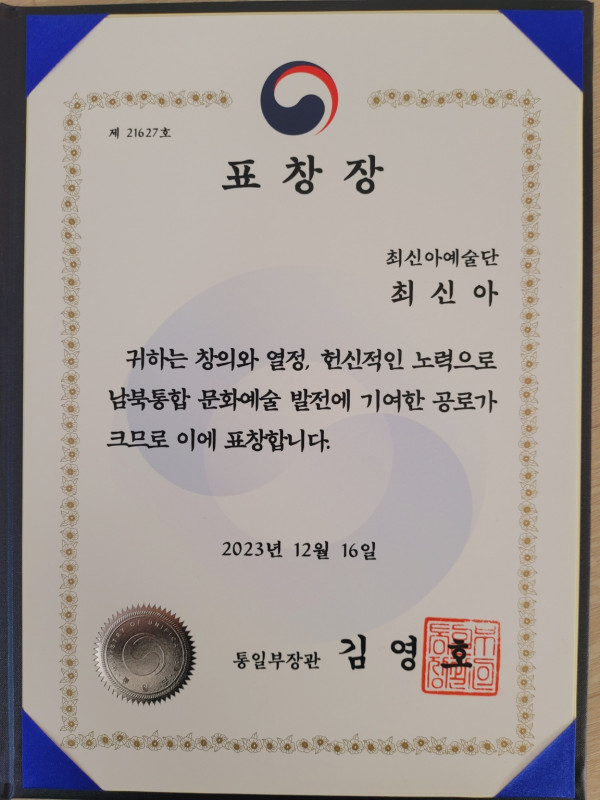 제 21627호
표창장
최신아예술단
최신아
귀하는 창의와 열정, 헌신적인 노력으로
남북통합 문화예술 발전에 기여한 공로가
크므로 이에 표창합니다.
2023년 12월 16일
통일부장관 김영호